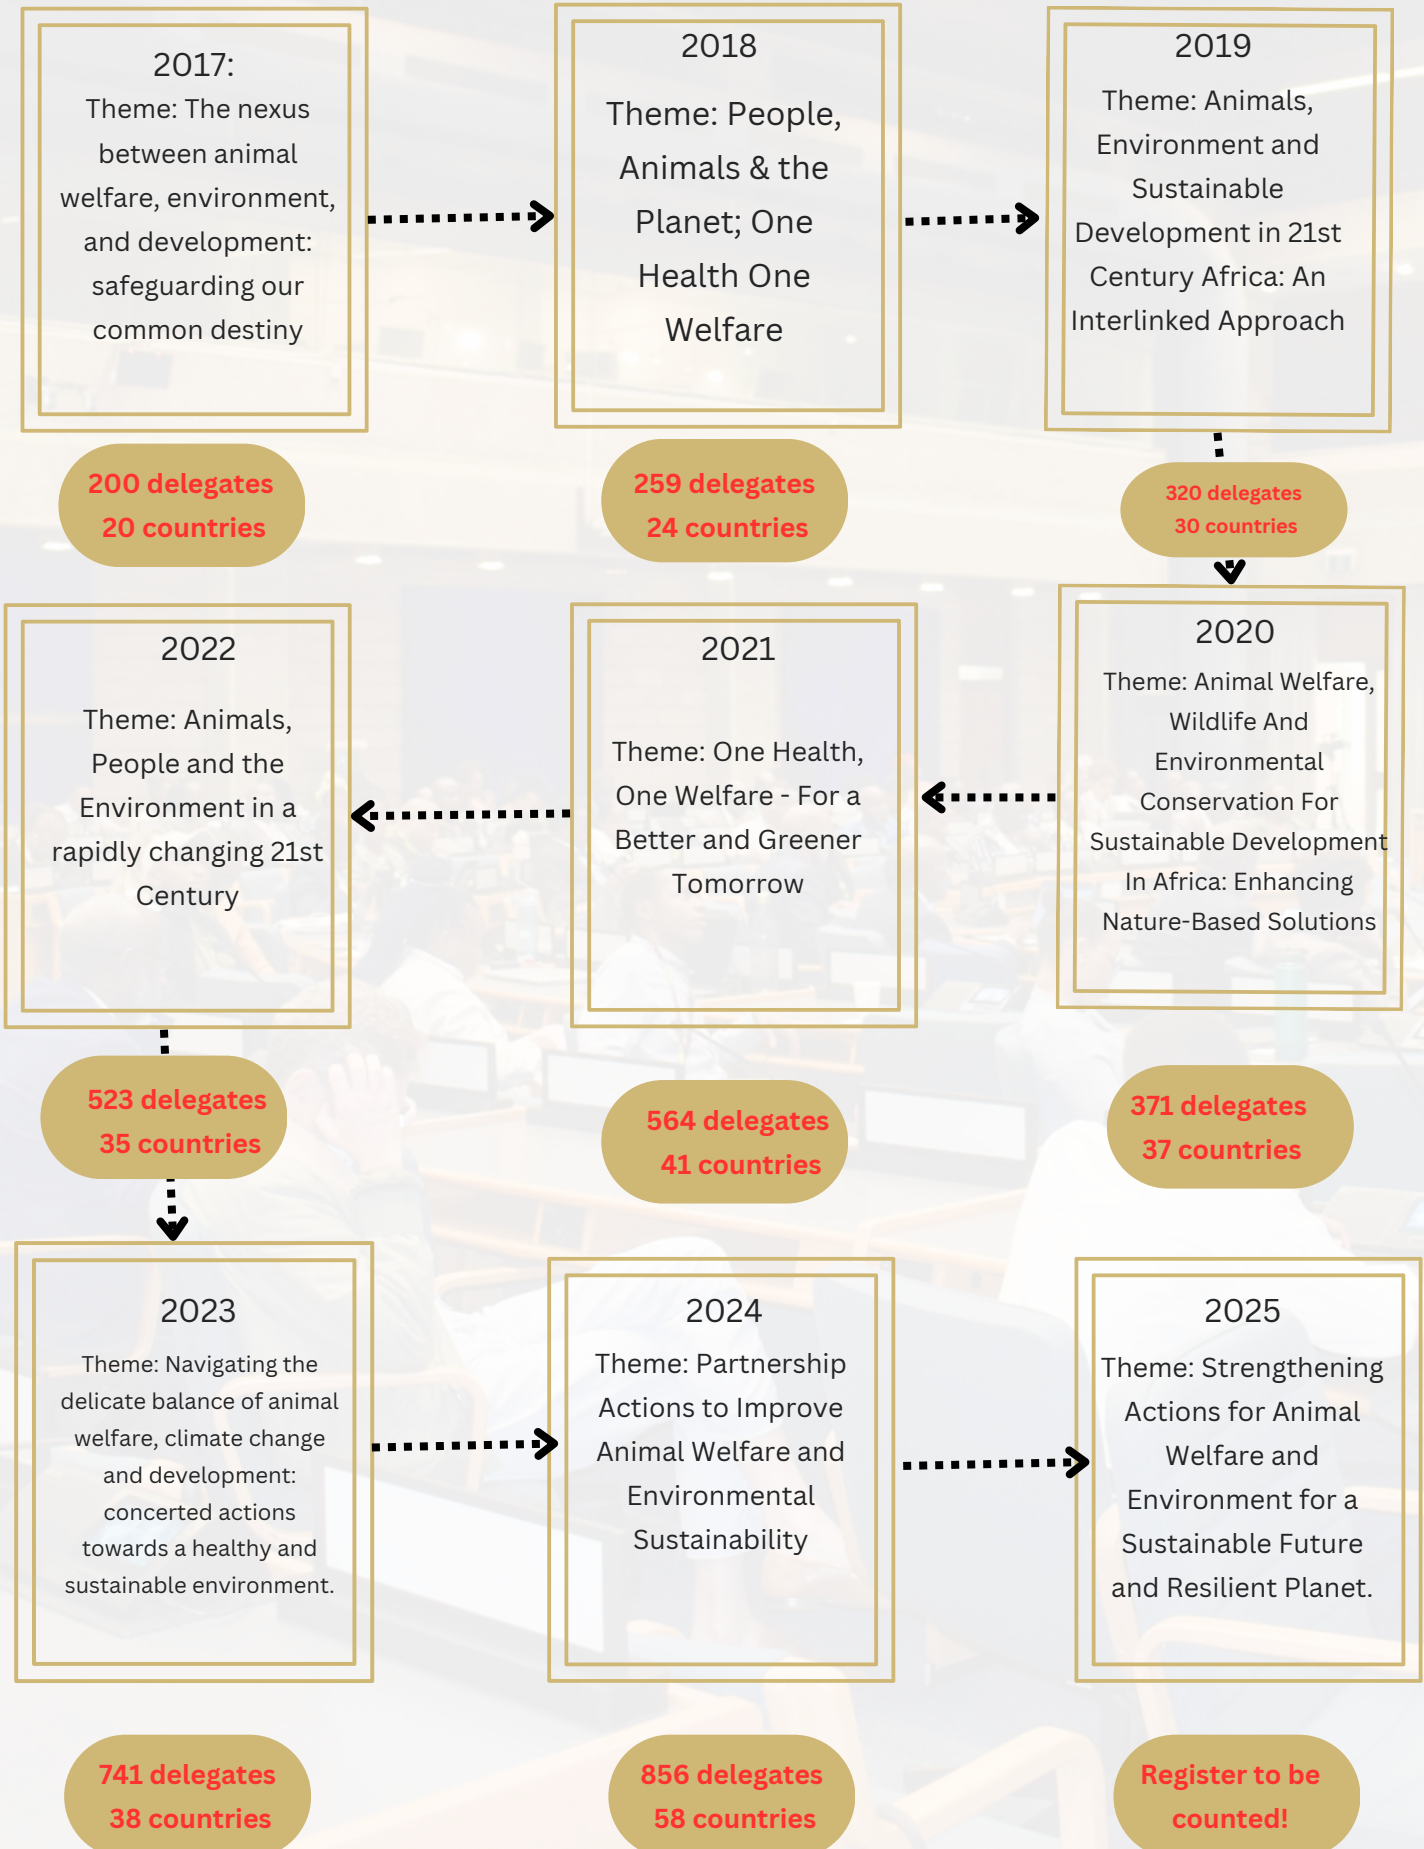 2017:
Theme: The nexus
between animal
welfare, environment,
and development:
safeguarding our
common destiny
200 delegates
20 countries
2018
Theme: People,
Animals & the
Planet; One
Health One
Welfare
259 delegates
24 countries
2019
Theme: Animals,
Environment and
Sustainable
Development in 21st
Century Africa: An
Interlinked Approach
320 delegates
30 countries
2020
Theme: Animal Welfare,
Wildlife And
Environmental
Conservation For
Sustainable Development
In Africa: Enhancing
Nature-Based Solutions
371 delegates
37 countries
2021
Theme: One Health,
One Welfare - For a
Better and Greener
Tomorrow
564 delegates
41 countries
2022
Theme: Animals,
People and the
Environment in a
rapidly changing 21st
Century
523 delegates
35 countries
2023
Theme: Navigating the
delicate balance of animal
welfare, climate change
and development:
concerted actions
towards a healthy and
sustainable environment.
741 delegates
38 countries
2024
Theme: Partnership
Actions to Improve
Animal Welfare and
Environmental
Sustainability
856 delegates
58 countries
2025
Theme: Strengthening
Actions for Animal
Welfare and
Environment for a
Sustainable Future
and Resilient Planet.
Register to be
counted!